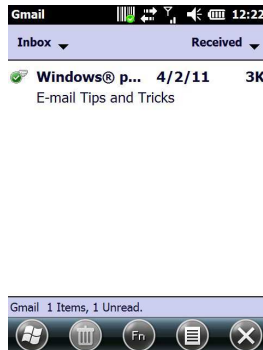 Gmail 12:22
Inbox Received
Windows® p... 4/2/11 3K
E-mail Tips and Tricks
Gmail 1 Items, 1 Unread.
Fn